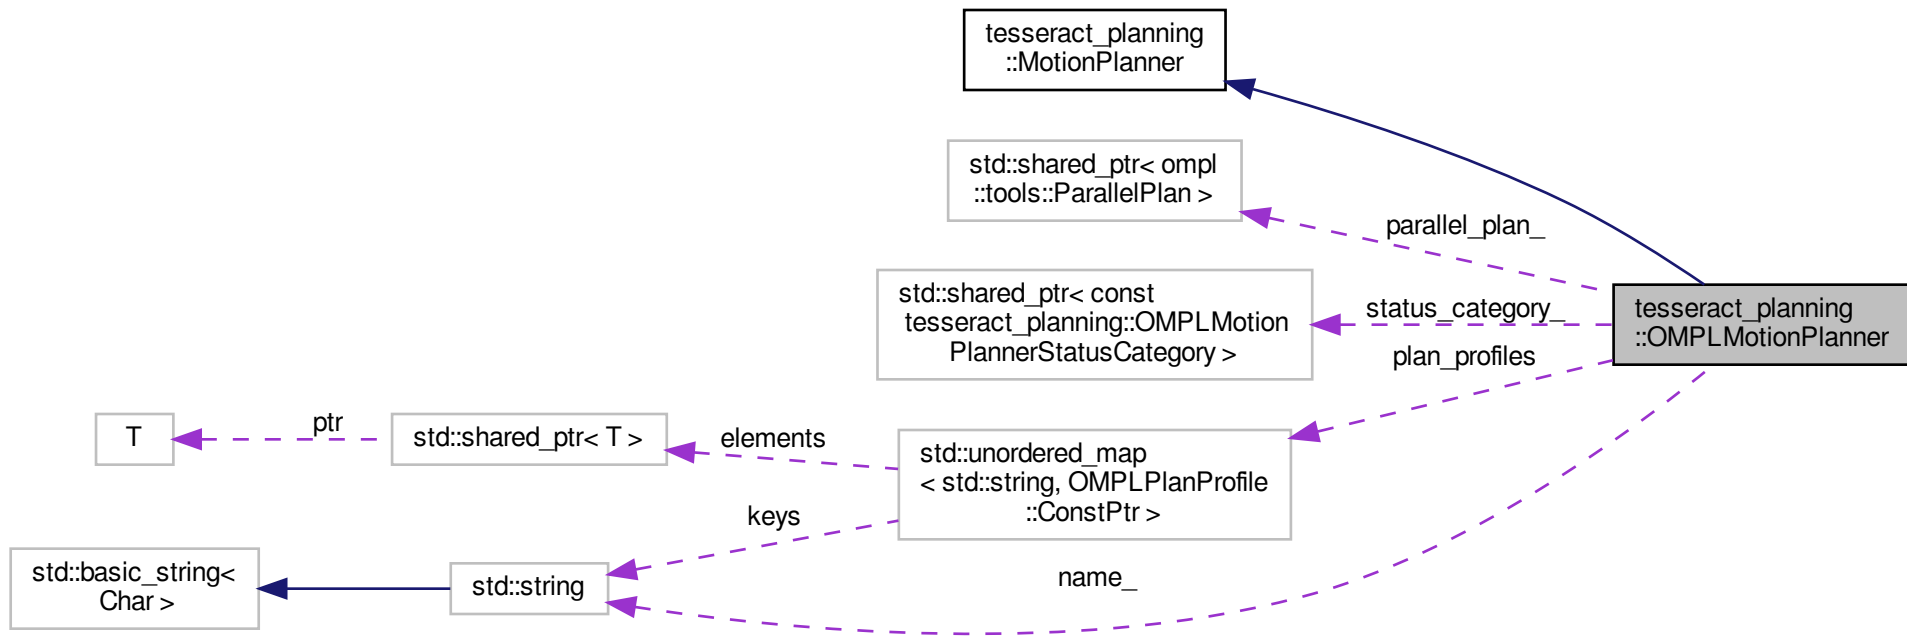 tesseract_planning
::MotionPlanner
std::shared_ptr< ompl
::tools::ParallelPlan >
parallel_plan_
std::shared_ptr< const
tesseract_planning::OMPLMotion
PlannerStatusCategory >
status_category_
tesseract_planning
::OMPLMotionPlanner
plan_profiles
T
ptr
std::shared_ptr< T >
elements
std::unordered_map
< std::string, OMPLPlanProfile
::ConstPtr >
keys
std::basic_string<
Char >
std::string
name_